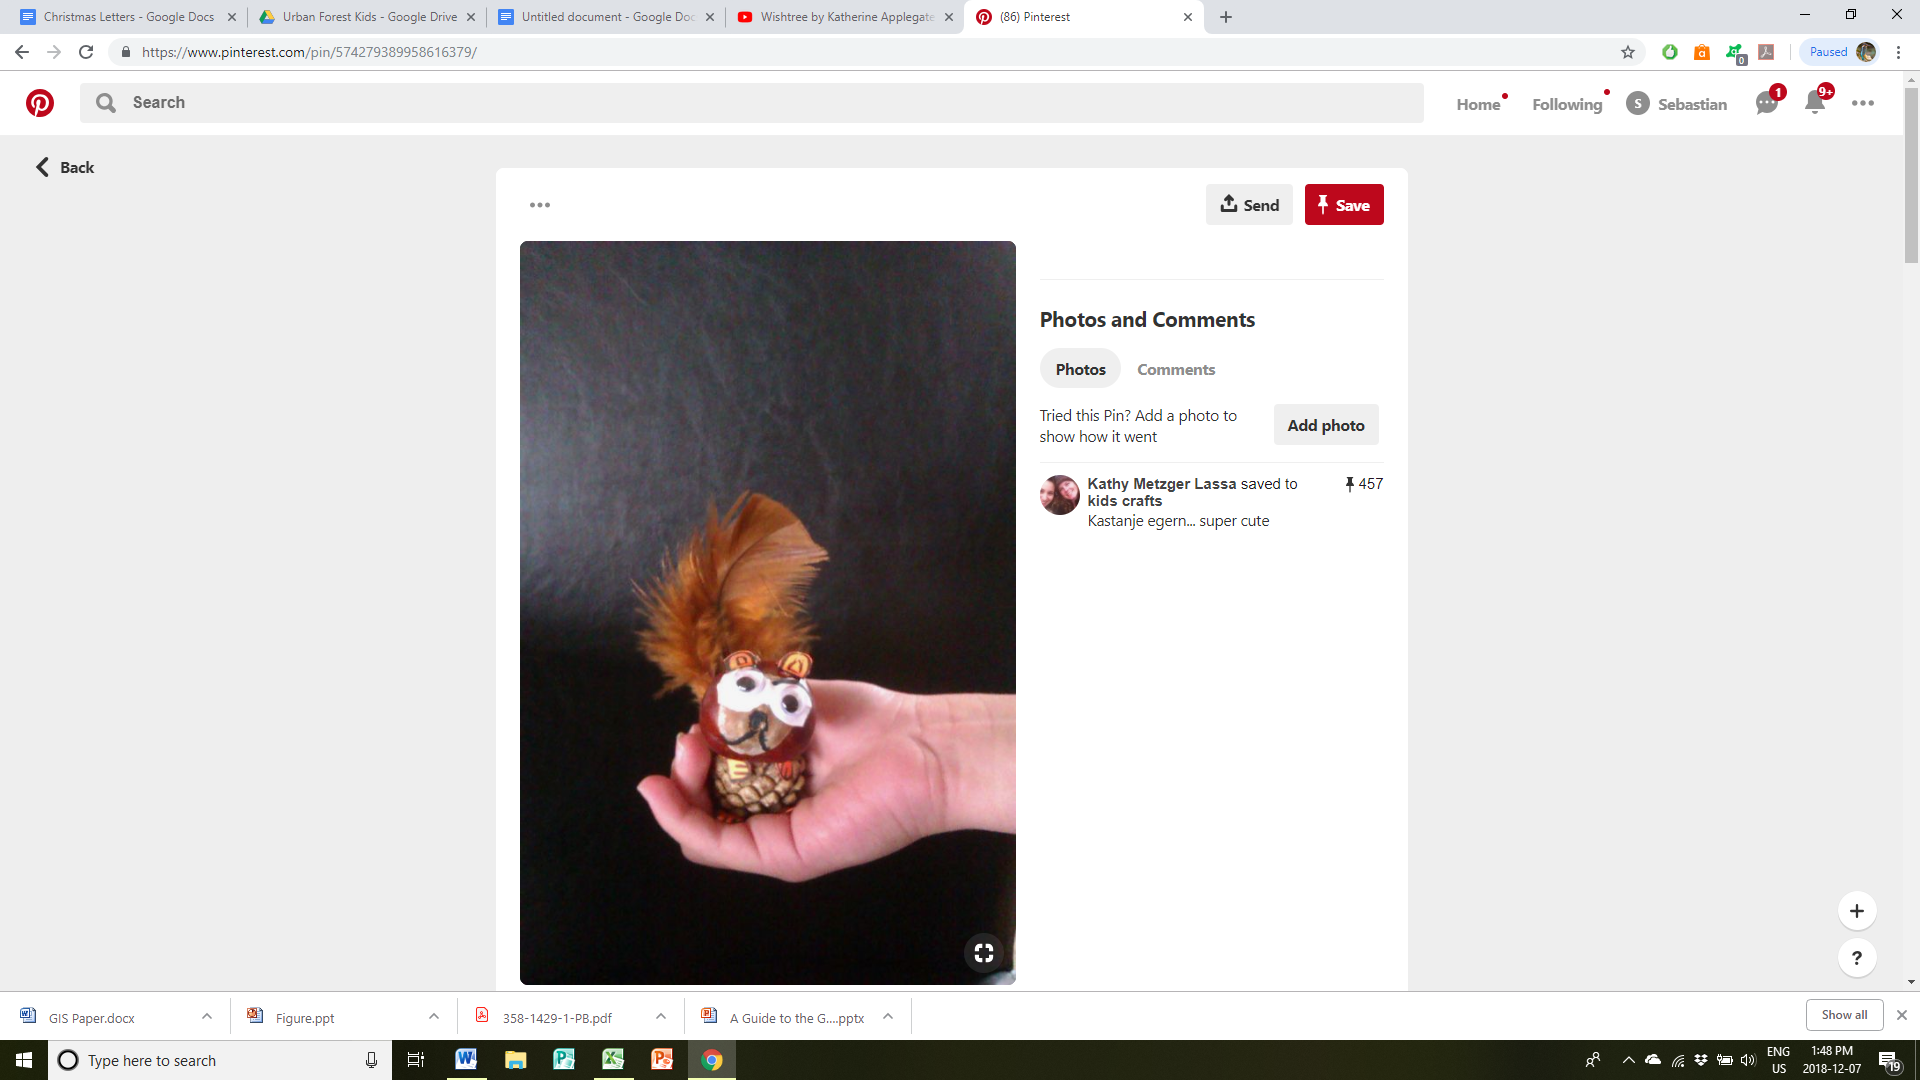 Christmas Letters - Google Docs
Urban Forest Kids - Google Drive
Untitled document - Google Doc
Wishtree by Katherine Applegate
(86) Pinterest
https://www.pinterest.com/pin/574279389958616379/
0
Paused
Search
Home
Following
S
Sebastian
1
9+
Back
Send
Save
Photos and Comments
Photos
Comments
Tried this Pin? Add a photo to
show how it went
Add photo
Kathy Metzger Lassa saved to
kids crafts
457
Kastanje egern... super cute
+
?
GIS Paper.docx
Figure.ppt
358-1429-1-PB.pdf
A Guide to the G....pptx
Show all
Type here to search
ENG
US
1:48 PM
2018-12-07
19